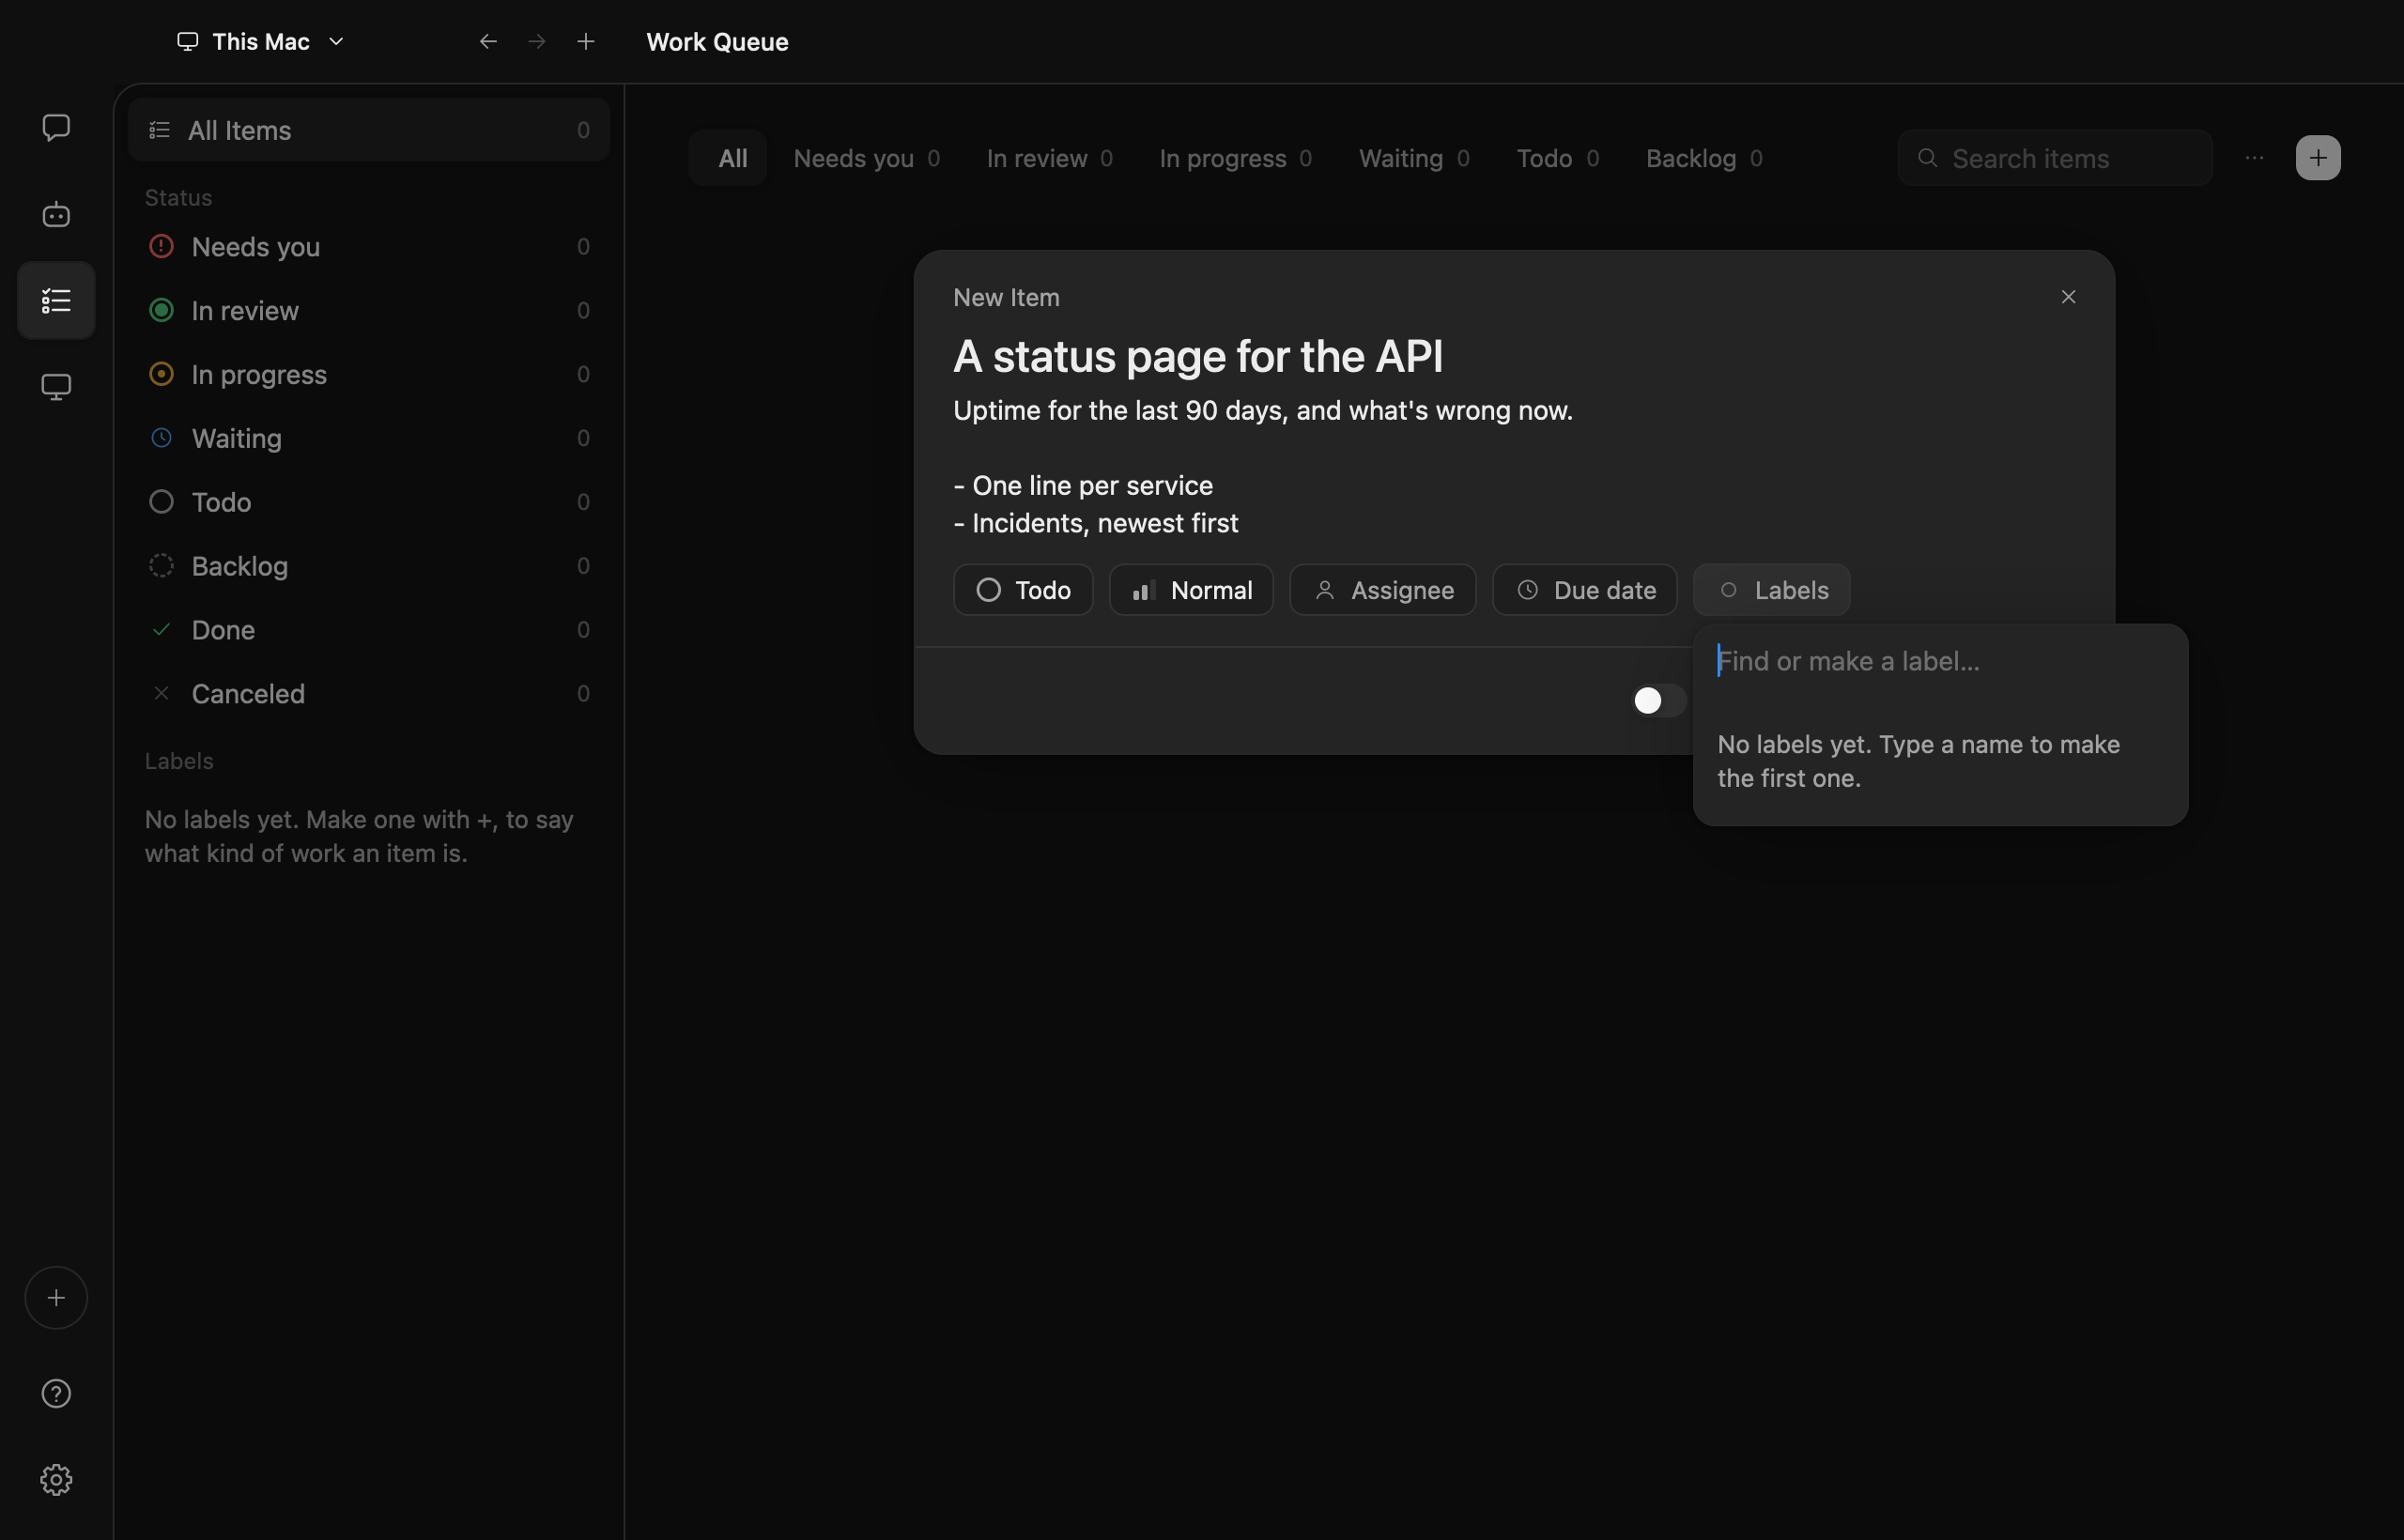 This Mac
Work Queue
All Items 0
Status
Needs you 0
In review 0
In progress 0
Waiting 0
Todo 0
Backlog 0
Done 0
Canceled 0
Labels
No labels yet. Make one with +, to say
what kind of work an item is.
All Needs you 0 In review 0 In progress 0 Waiting 0 Todo 0 Backlog 0
Search items
New Item
A status page for the API
Uptime for the last 90 days, and what's wrong now.
- One line per service
- Incidents, newest first
Todo Normal Assignee Due date Labels
Find or make a label...
No labels yet. Type a name to make
the first one.